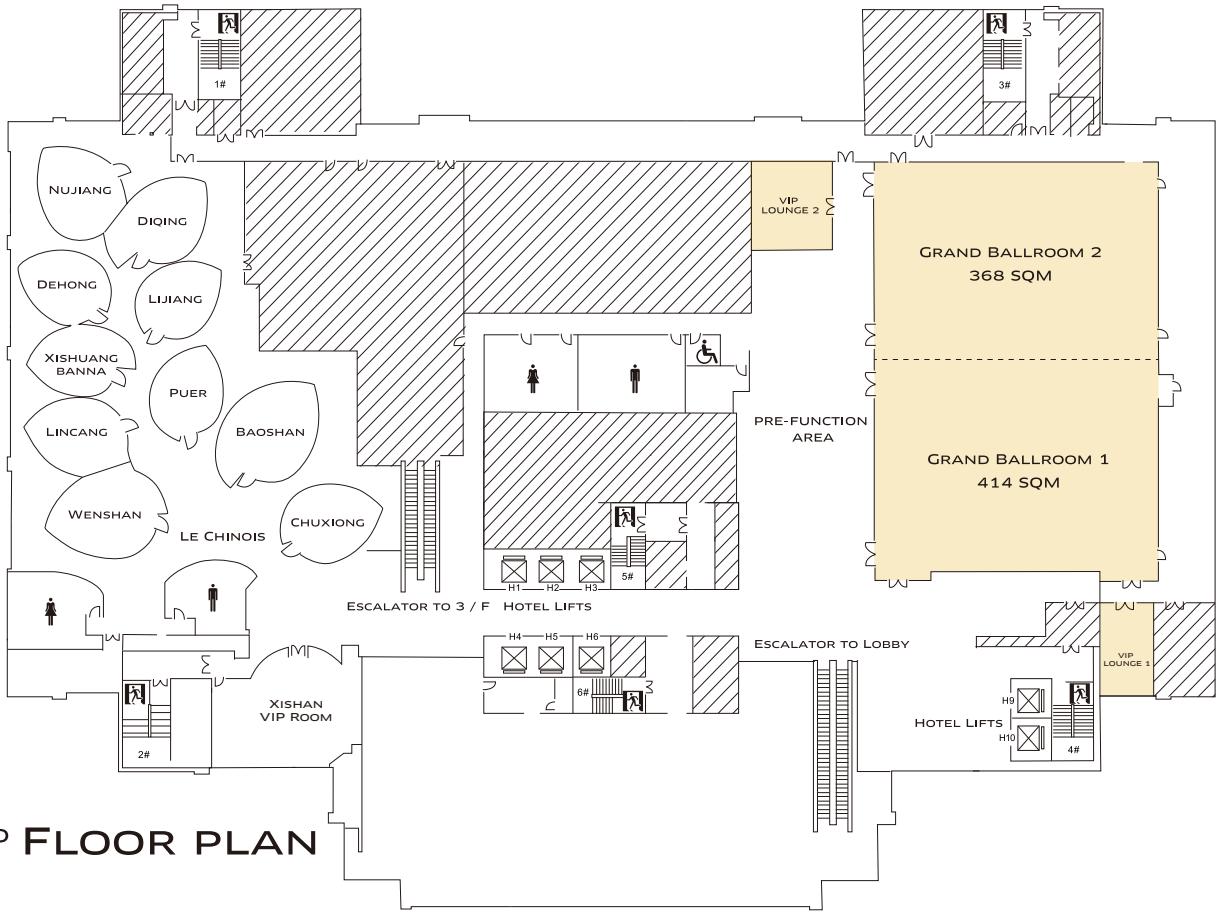 1#
3#
NUJIANG
DIQING
DEHONG
LIJIANG
XISHUANG
BANNA
PUER
LINCANG
BAOSHAN
WENSHAN
CHUXIONG
LE CHINOIS
VIP
LOUNGE 2
GRAND BALLROOM 2
368 SQM
PRE-FUNCTION
AREA
GRAND BALLROOM 1
414 SQM
5#
H1
H2
H3
ESCALATOR TO 3 / F
HOTEL LIFTS
H4
H5
H6
6#
ESCALATOR TO LOBBY
VIP
LOUNGE 1
XISHAN
VIP ROOM
2#
HOTEL LIFTS
H9
H10
4#
FLOOR PLAN